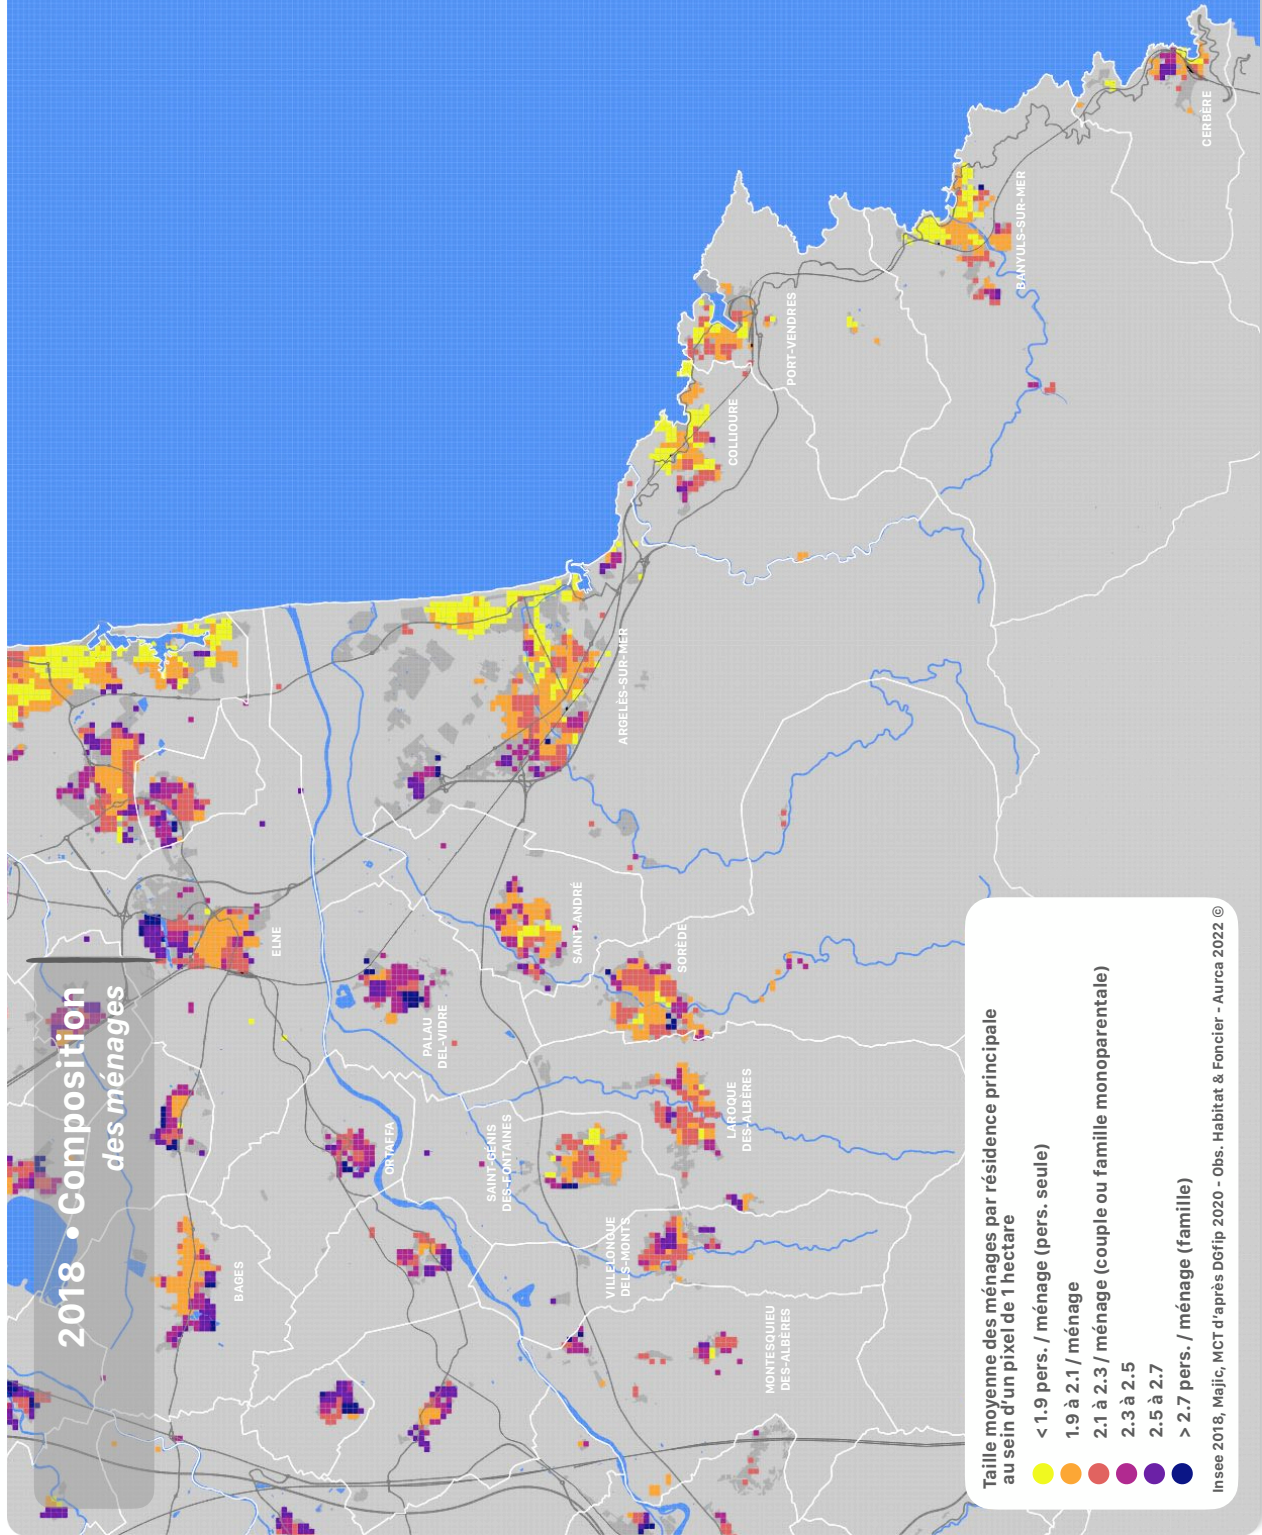 2018 • Composition
des ménages
ELNE
BAGES
ORTAFFA
PALAU
DEL-VIDRE
SAINT-ANDRÉ
SORÈDE
SAINT-GÉNIS
DES-FONTAINES
LAROQUE
DES-ALBÈRES
VILLELONGUE
DELS-MONTS
MONTESQUIEU
DES-ALBÈRES
ARGELÈS-SUR-MER
COLLIOURE
PORT-VENDRES
BANYULS-SUR-MER
CERBÈRE
Taille moyenne des ménages par résidence principale
au sein d'un pixel de 1 hectare
< 1.9 pers. / ménage (pers. seule)
1.9 à 2.1 / ménage
2.1 à 2.3 / ménage (couple ou famille monoparentale)
2.3 à 2.5
2.5 à 2.7
> 2.7 pers. / ménage (famille)
Insee 2018, Majic, MCT d'après DGfip 2020 - Obs. Habitat & Foncier - Aurca 2022 ©